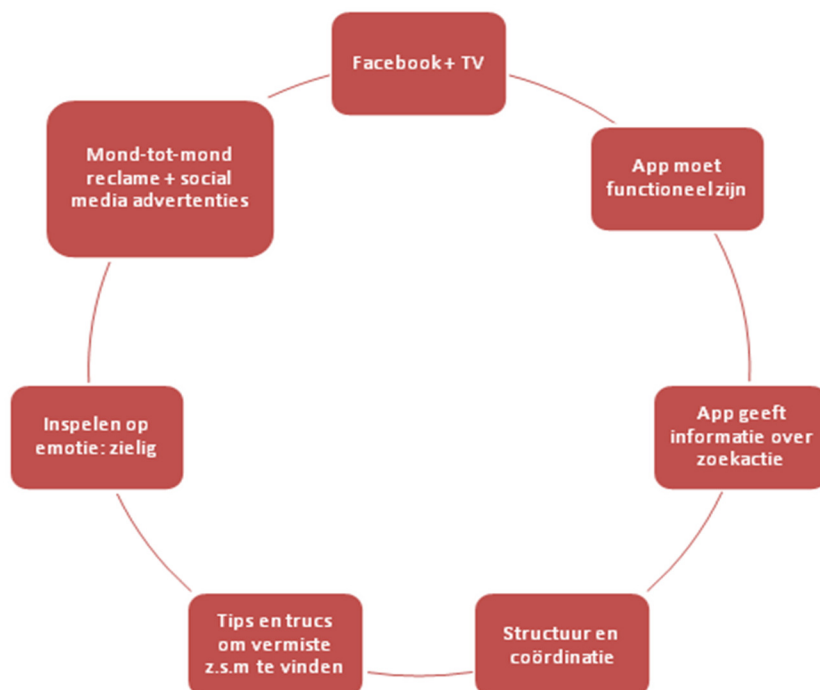 Facebook + TV
App moet
functioneel zijn
App geeft
informatie over
zoekactie
Structuur en
coördinatie
Tips en trucs
om vermiste
z.s.m te vinden
Inspelen op
emotie: zielig
Mond-tot-mond
reclame + social
media advertenties